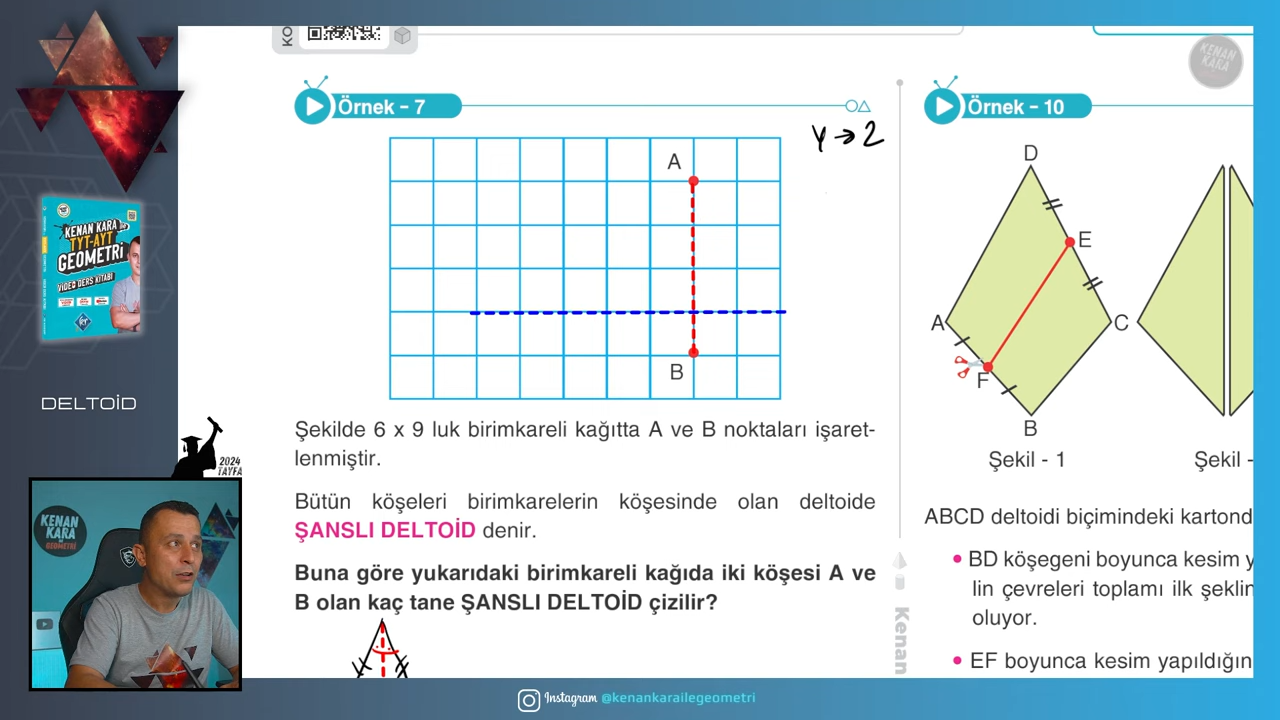 KO
KENAN KARA
Örnek - 7
y → 2
A
B
Şekilde 6 x 9 luk birimkareli kağıtta A ve B noktaları işaret-
lenmiştir.
Bütün köşeleri birimkarelerin köşesinde olan deltoide
ŞANSLI DELTOİD denir.
Buna göre yukarıdaki birimkareli kağıda iki köşesi A ve
B olan kaç tane ŞANSLI DELTOİD çizilir?
Kenan
Örnek - 10
D
E
A
C
F
B
Şekil - 1
Şekil -
ABCD deltoidi biçimindeki kartond
• BD köşegeni boyunca kesim y
lin çevreleri toplamı ilk şeklin
oluyor.
• EF boyunca kesim yapıldığın
KENAN KARA
TYT-AYT
GEOMETRİ
VİDEO DERS KİTABI
DELTOİD
2024
TAYFA
KENAN
KARA
GEOMETRİ
Instagram @kenankarailegeometri